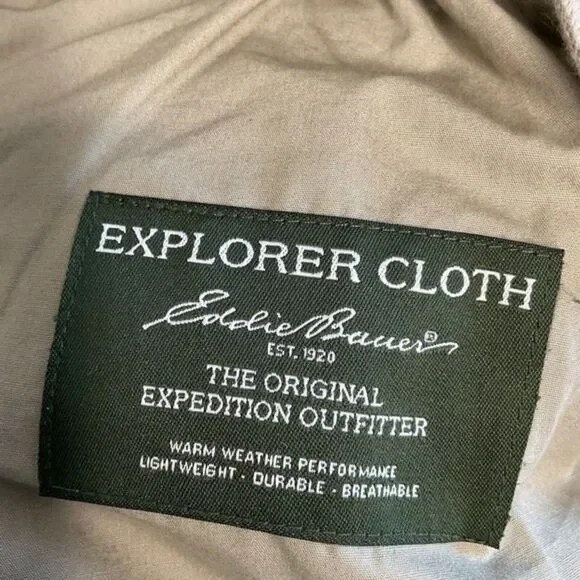 EXPLORER CLOTH
Eddie Bauer®
EST. 1920
THE ORIGINAL
EXPEDITION OUTFITTER
WARM WEATHER PERFORMANCE
LIGHTWEIGHT · DURABLE · BREATHABLE